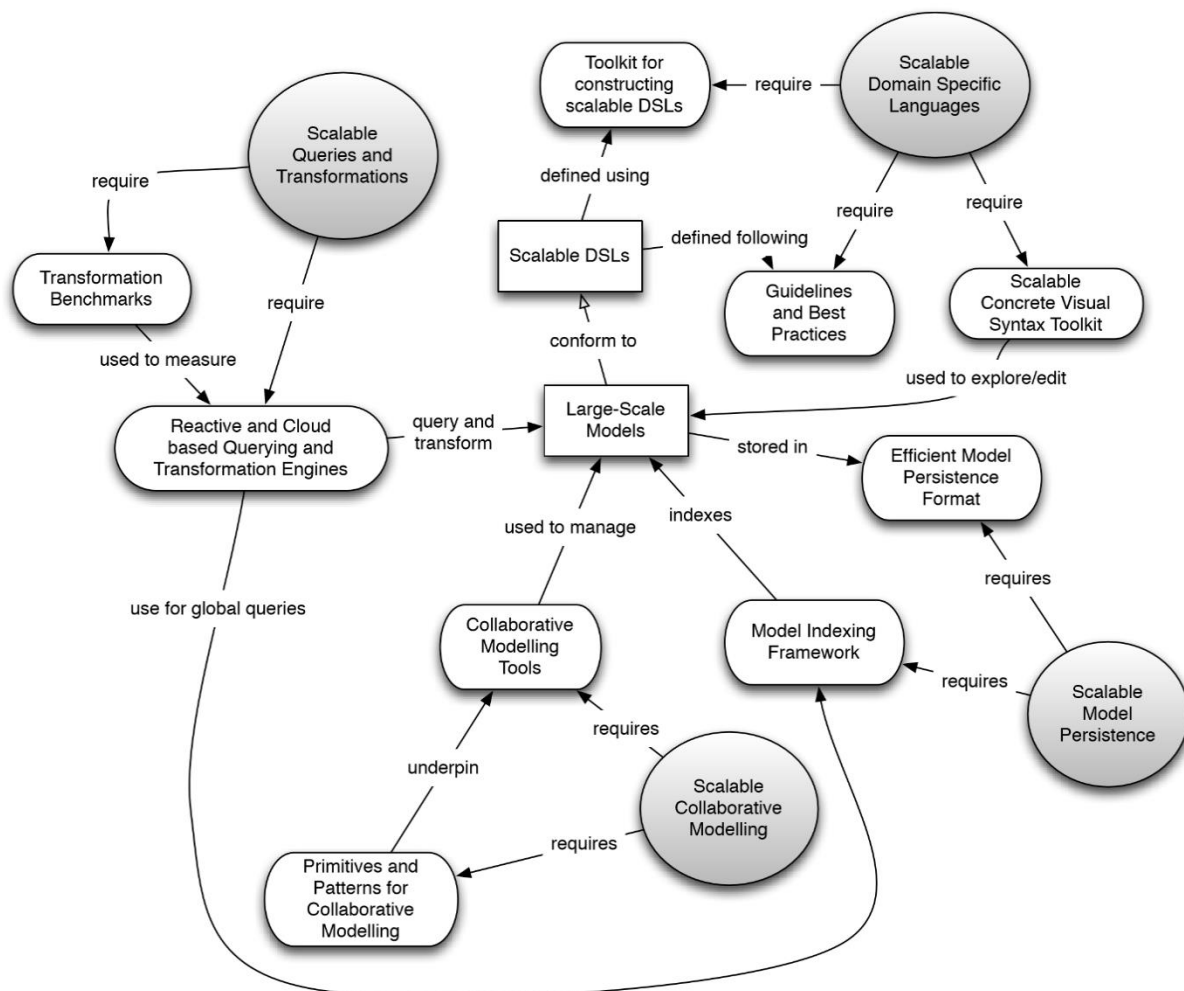 Toolkit for
constructing
scalable DSLs
require
Scalable
Domain Specific
Languages
Scalable
Queries and
Transformations
require
defined using
require
require
Scalable DSLs
defined following
Transformation
Benchmarks
require
Guidelines
and Best
Practices
Scalable
Concrete Visual
Syntax Toolkit
used to measure
conform to
used to explore/edit
Reactive and Cloud
based Querying and
Transformation Engines
query and
transform
Large-Scale
Models
stored in
Efficient Model
Persistence
Format
used to manage
indexes
requires
use for global queries
Collaborative
Modelling
Tools
Model Indexing
Framework
requires
Scalable
Model
Persistence
requires
underpin
Scalable
Collaborative
Modelling
requires
Primitives and
Patterns for
Collaborative
Modelling